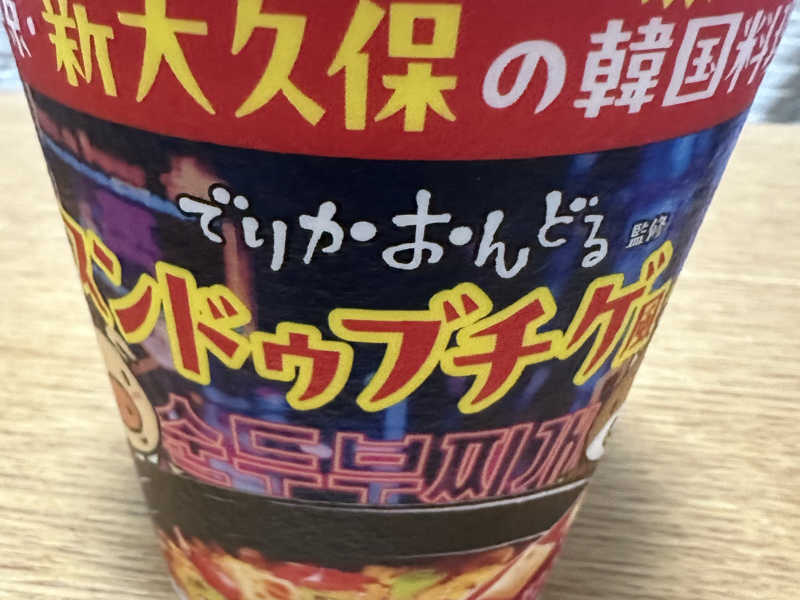 ・新大久保の韓国料
でりかおんどる 監修
スンドゥブチゲ風
순두부찌개